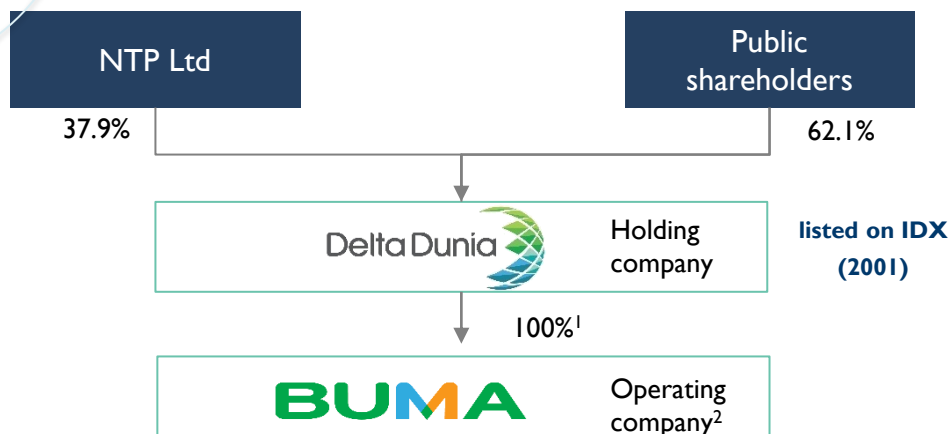 NTP Ltd
Public
shareholders
37.9%
62.1%
Delta Dunia
Holding
company
listed on IDX
(2001)
100%¹
BUMA
Operating
company²